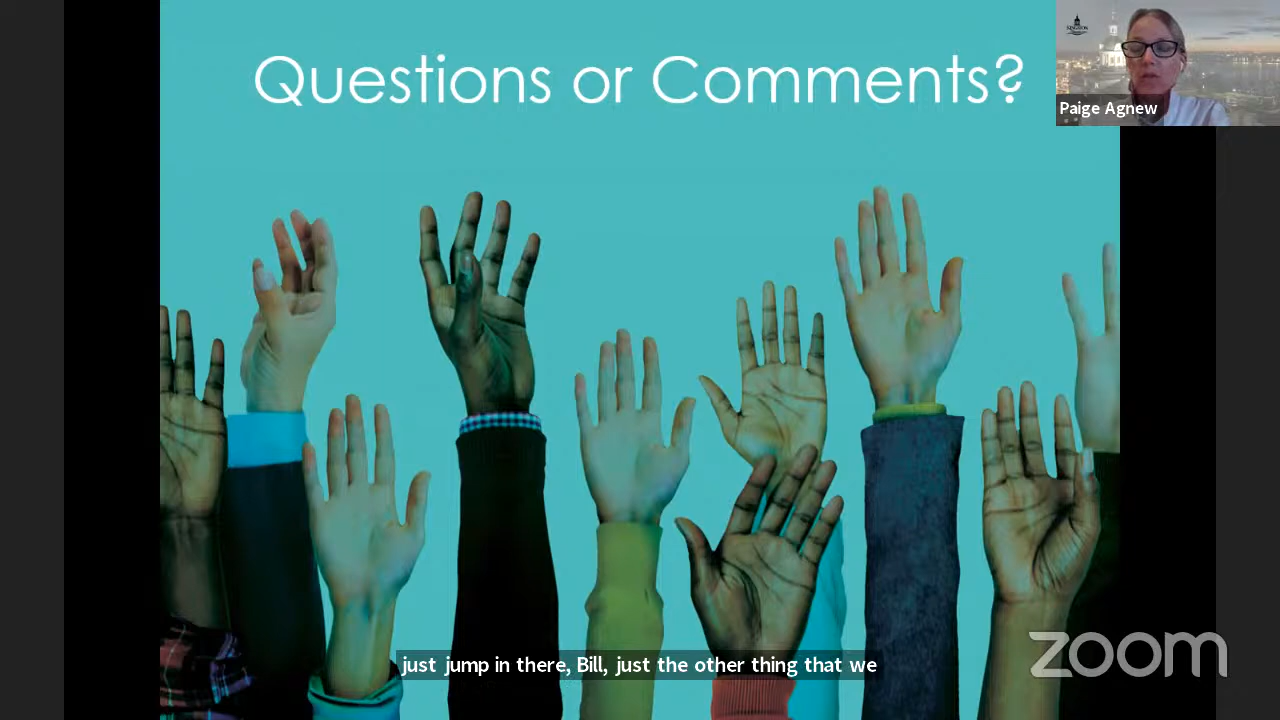 Questions or Comments?
Paige Agnew
just jump in there, Bill, just the other thing that we
zoom